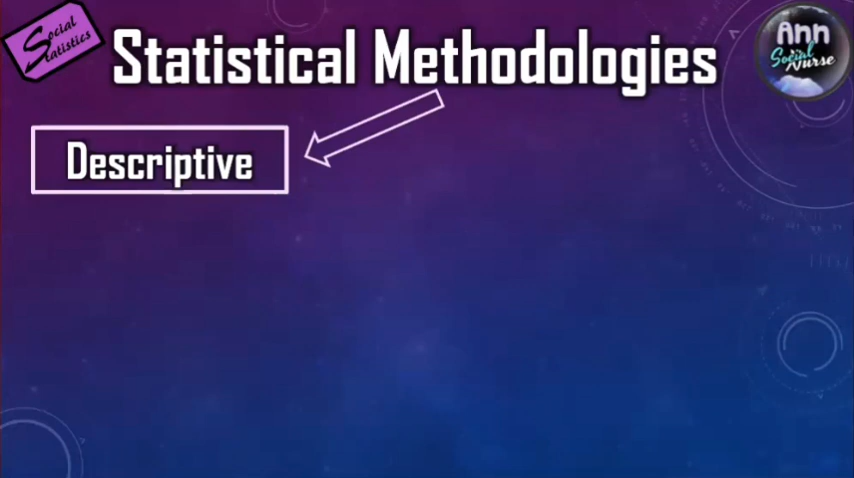 Social
Statistics
Statistical Methodologies
Ann
Social
Nurse
Descriptive